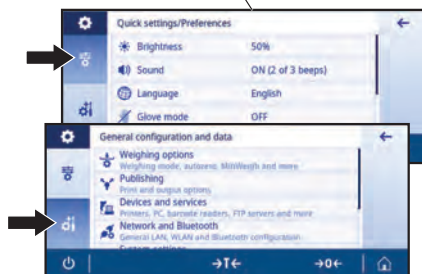 Quick settings/Preferences
Brightness 50%
Sound ON (2 of 3 beeps)
Language English
Glove mode OFF
General configuration and data
Weighing options
Weighing mode, autozero, MinWeigh and more
Publishing
Print and output options
Devices and services
Printers, PC, barcode readers, FTP servers and more
Network and Bluetooth
General LAN, WLAN and Bluetooth configuration
System settings
→T← →0←